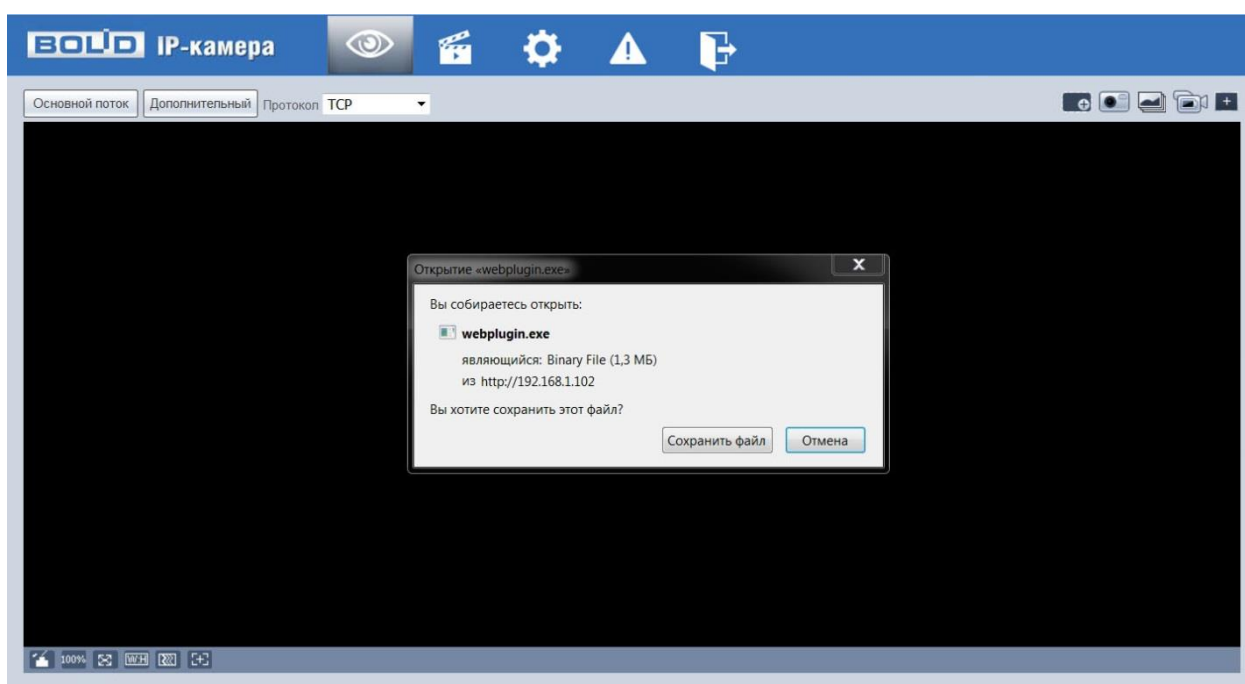 BOLID IP-камера
Основной поток Дополнительный Протокол TCP
Открытие «webplugin.exe»
X
Вы собираетесь открыть:
webplugin.exe
являющийся: Binary File (1,3 МБ)
из http://192.168.1.102
Вы хотите сохранить этот файл?
Сохранить файл Отмена
100% W:H